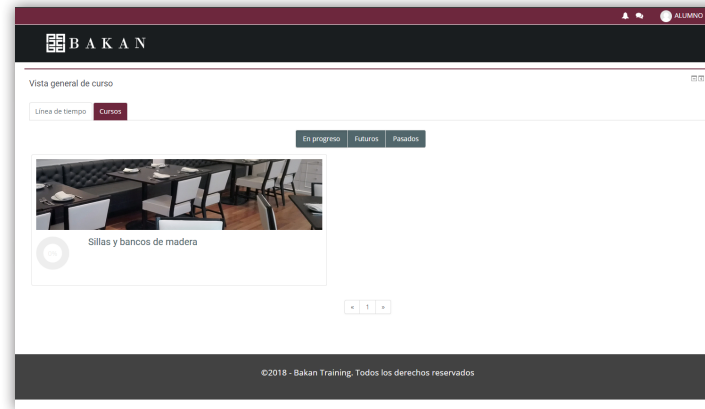 ALUMNO
BAKAN
Vista general de curso
Línea de tiempo Cursos
En progreso Futuros Pasados
Sillas y bancos de madera
0%
« 1 »
©2018 - Bakan Training. Todos los derechos reservados